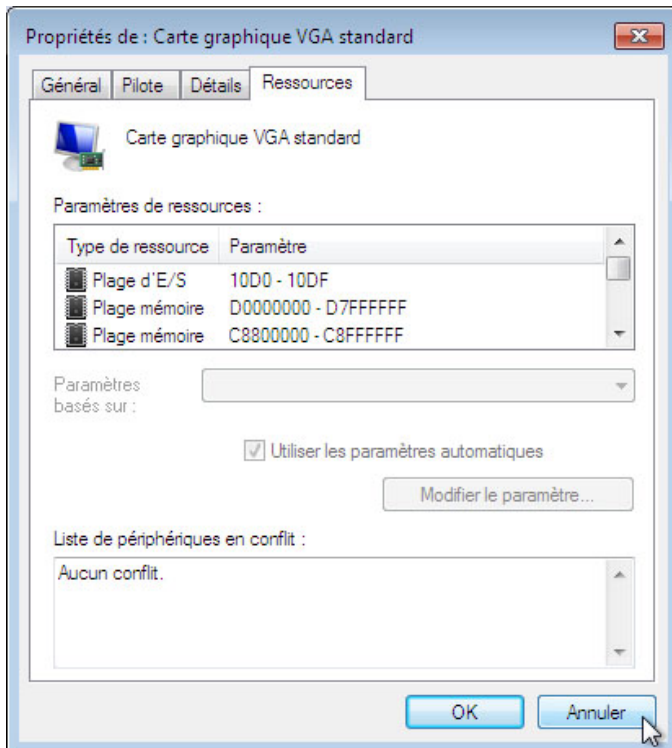 Propriétés de : Carte graphique VGA standard
Général Pilote Détails Ressources
Carte graphique VGA standard
Paramètres de ressources :
Type de ressource Paramètre
Plage d'E/S 10D0 - 10DF
Plage mémoire D0000000 - D7FFFFFF
Plage mémoire C8800000 - C8FFFFFF
Paramètres
basés sur :
Utiliser les paramètres automatiques
Modifier le paramètre...
Liste de périphériques en conflit :
Aucun conflit.
OK Annuler